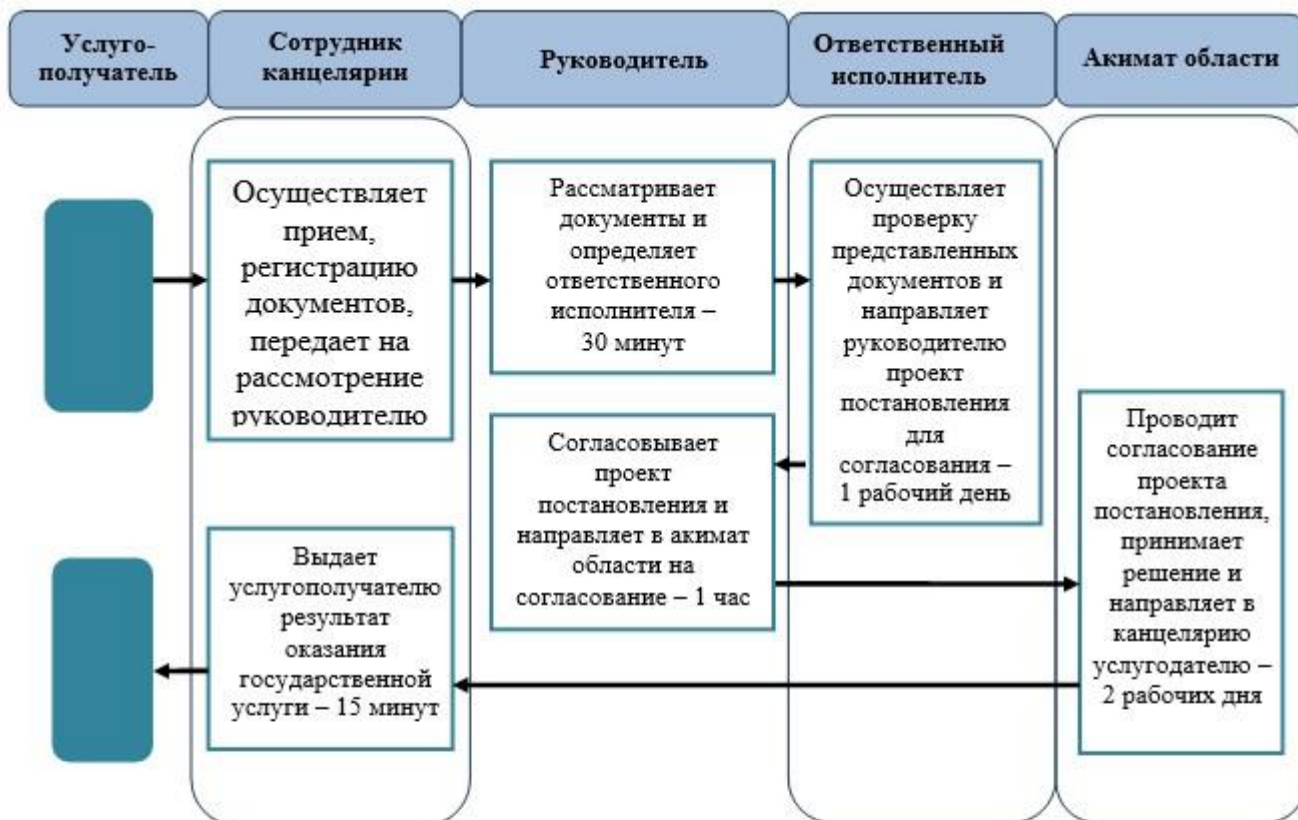 Услуго-
получатель
Сотрудник
канцелярии
Руководитель
Ответственный
исполнитель
Акимат области
Осуществляет
прием,
регистрацию
документов,
передает на
рассмотрение
руководителю
Рассматривает
документы и
определяет
ответственного
исполнителя –
30 минут
Осуществляет
проверку
представленных
документов и
направляет
руководителю
проект
постановления
для
согласования –
1 рабочий день
Согласовывает
проект
постановления и
направляет в акимат
области на
согласование – 1 час
Проводит
согласование
проекта
постановления,
принимает
решение и
направляет в
канцелярию
услугодателю –
2 рабочих дня
Выдает
услугополучателю
результат
оказания
государственной
услуги – 15 минут